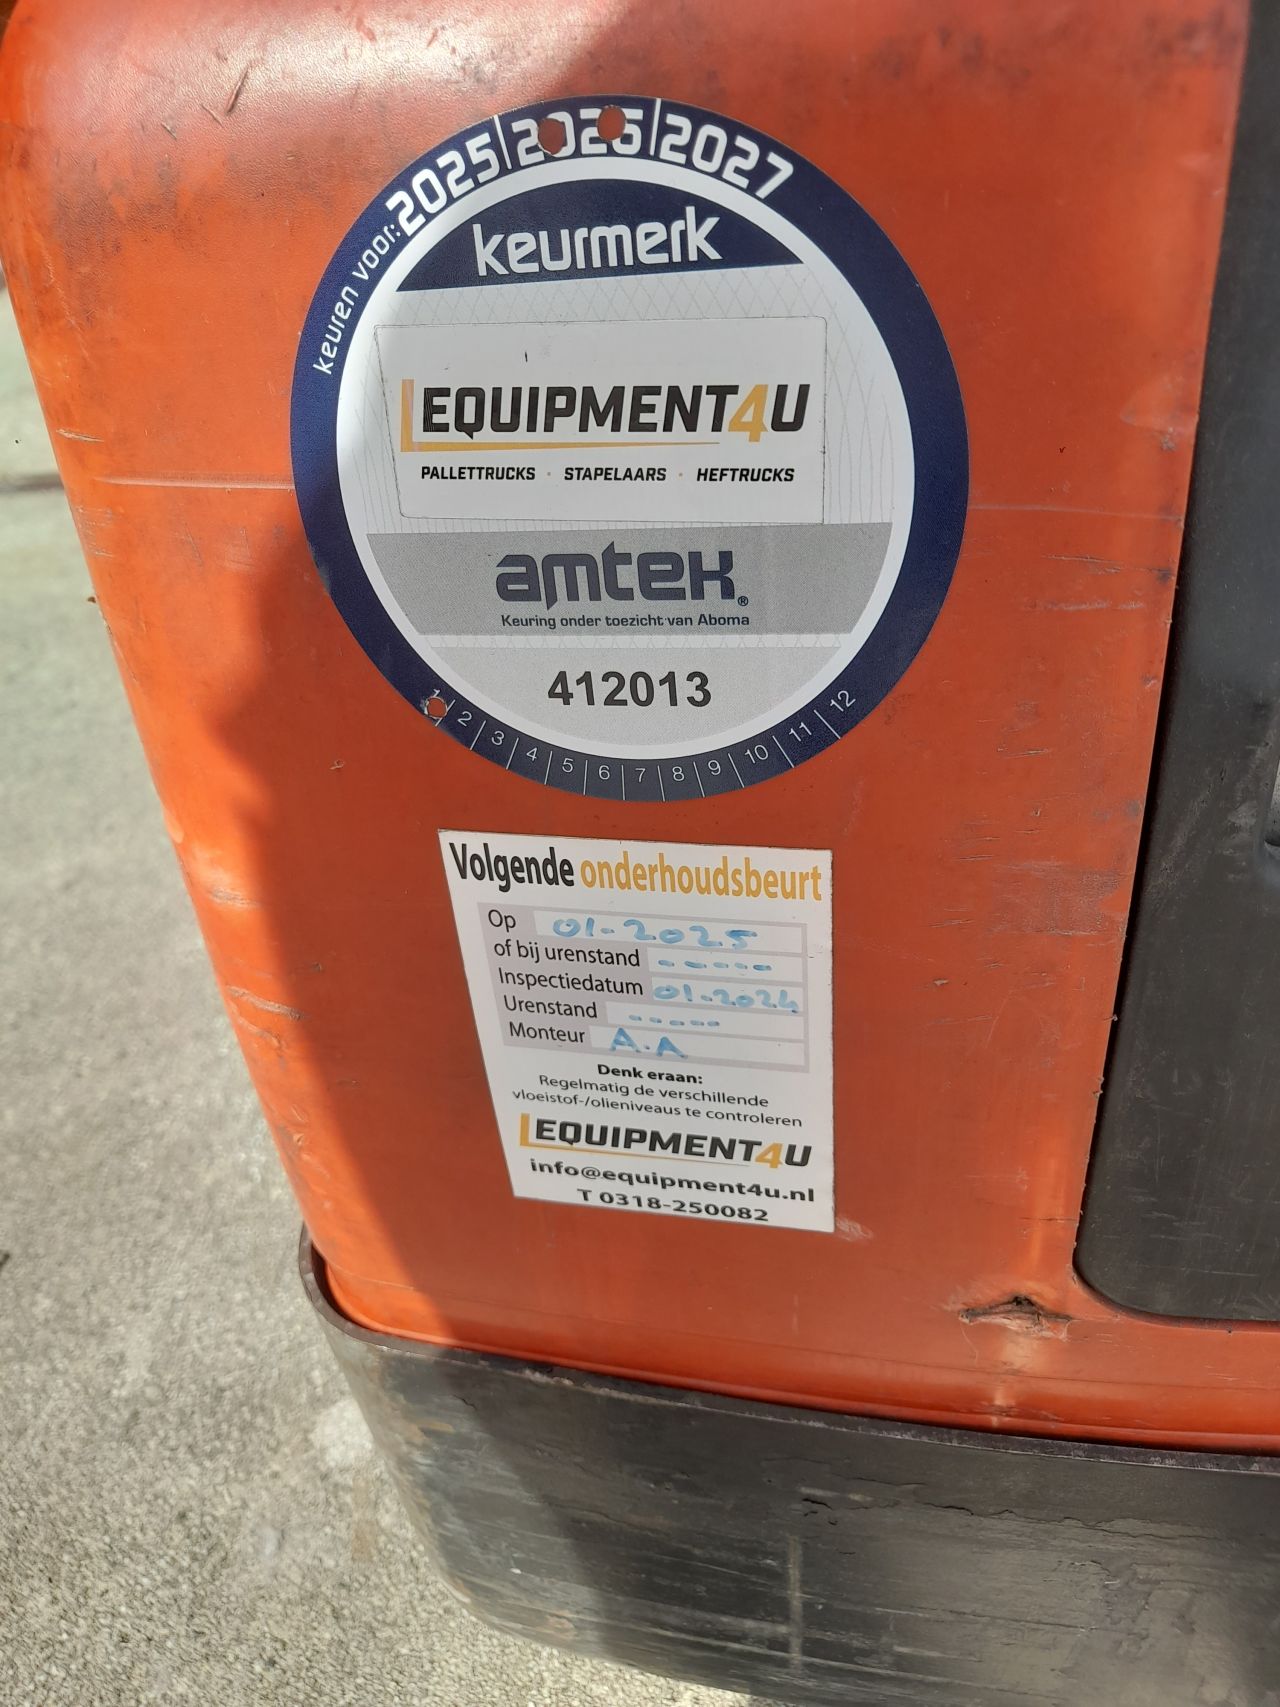 keuren voor: 2025 2026 2027
keurmerk
EQUIPMENT4U
PALLETTRUCKS · STAPELAARS · HEFTRUCKS
amtek®
Keuring onder toezicht van Aboma
412013
1 2 3 4 5 6 7 8 9 10 11 12
Volgende onderhoudsbeurt
Op 01-2025
of bij urenstand -----
Inspectiedatum 01-2024
Urenstand -----
Monteur A.A
Denk eraan:
Regelmatig de verschillende
vloeistof-/olieniveaus te controleren
EQUIPMENT4U
info@equipment4u.nl
T 0318-250082